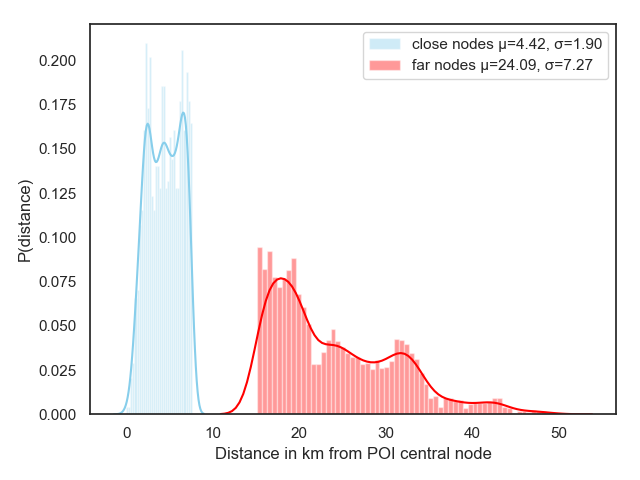 close nodes μ=4.42, σ=1.90
far nodes μ=24.09, σ=7.27
P(distance)
0.200
0.175
0.150
0.125
0.100
0.075
0.050
0.025
0.000
0 10 20 30 40 50
Distance in km from POI central node